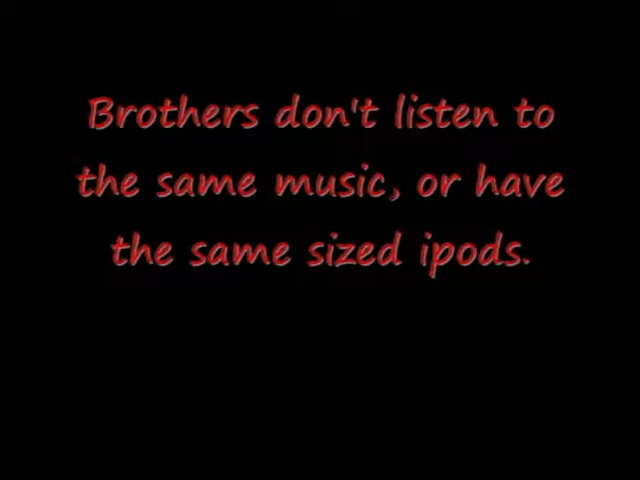 Brothers don't listen to
the same music, or have
the same sized ipods.